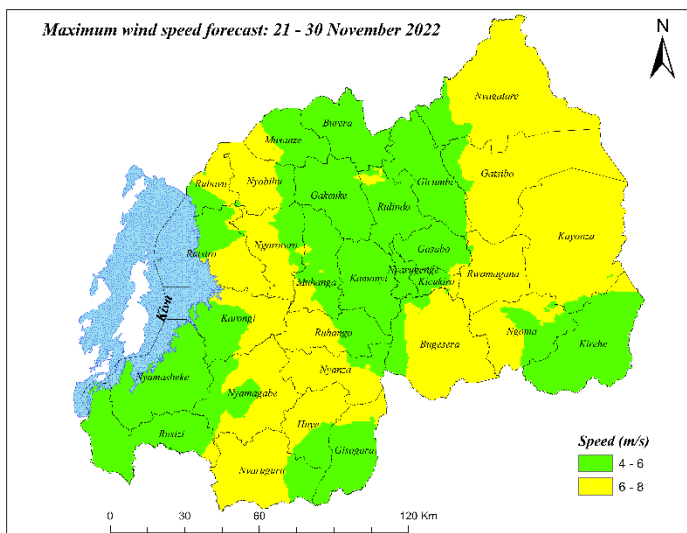 Maximum wind speed forecast: 21 - 30 November 2022
N
Nyagatare
Burera
Musanze
Rubavu
Nyabihu
Gakenke
Gicumbi
Gatsibo
Rulindo
Kayonza
Rutsiro
Ngororero
Gasabo
Muhanga
Kamonyi
Nyarugenge
Kicukiro
Rwamagana
Kivu
Karongi
Ruhango
Bugesera
Ngoma
Kirehe
Nyamasheke
Nyamagabe
Nyanza
Rusizi
Huye
Gisagara
Nyaruguru
Speed (m/s)
4 - 6
6 - 8
0 30 60 120 Km